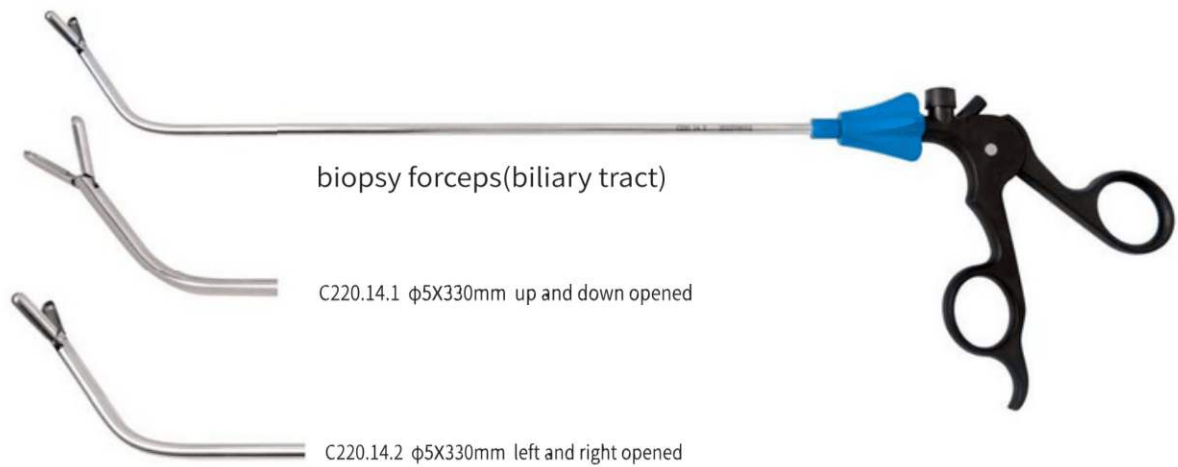 biopsy forceps(biliary tract)
C220.14.1 φ5X330mm up and down opened
C220.14.2 φ5X330mm left and right opened